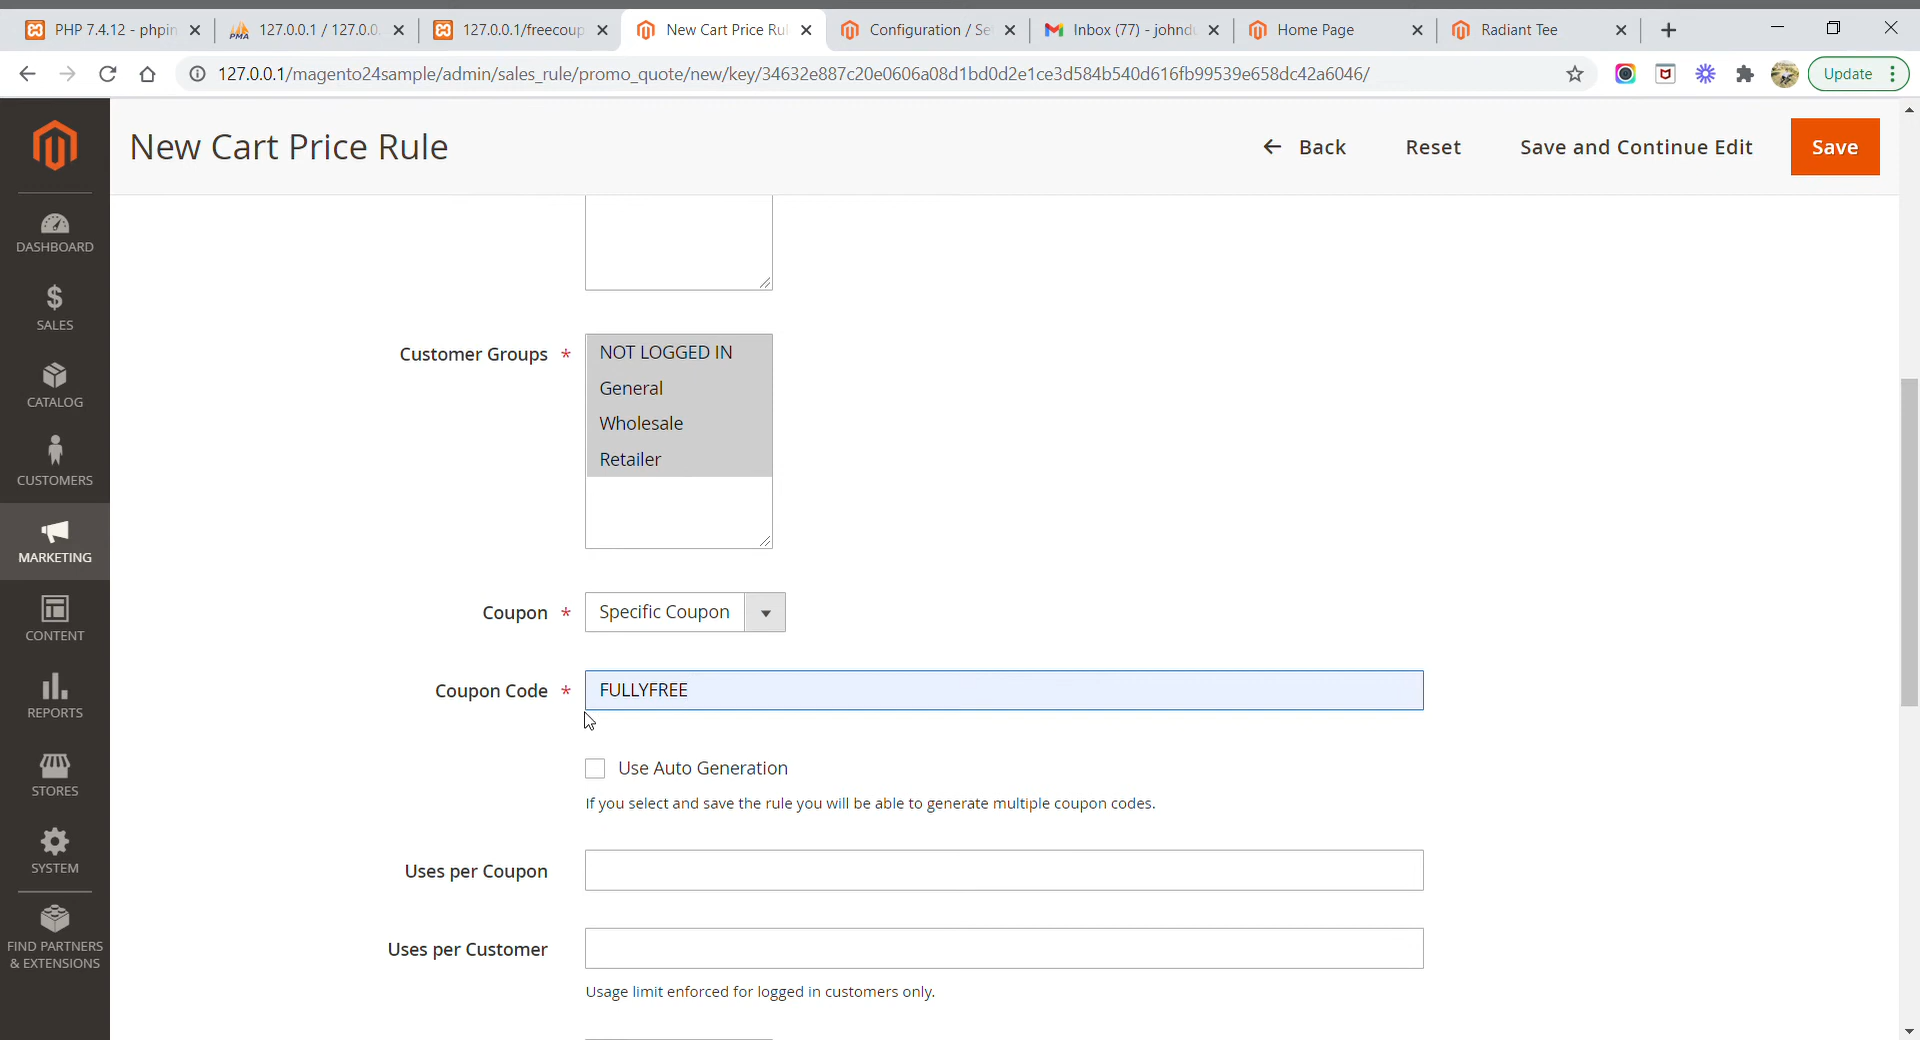 PHP 7.4.12 - phpin
127.0.0.1 / 127.0.0.
127.0.0.1/freecoup
New Cart Price Rul
Configuration / Se
Inbox (77) - johndu
Home Page
Radiant Tee
127.0.0.1/magento24sample/admin/sales_rule/promo_quote/new/key/34632e887c20e0606a08d1bd0d2e1ce3d584b540d616fb99539e658dc42a6046/
Update
New Cart Price Rule
Back
Reset
Save and Continue Edit
Save
DASHBOARD
SALES
CATALOG
CUSTOMERS
MARKETING
CONTENT
REPORTS
STORES
SYSTEM
FIND PARTNERS
& EXTENSIONS
Customer Groups *
NOT LOGGED IN
General
Wholesale
Retailer
Coupon * Specific Coupon
Coupon Code * FULLYFREE
Use Auto Generation
If you select and save the rule you will be able to generate multiple coupon codes.
Uses per Coupon
Uses per Customer
Usage limit enforced for logged in customers only.